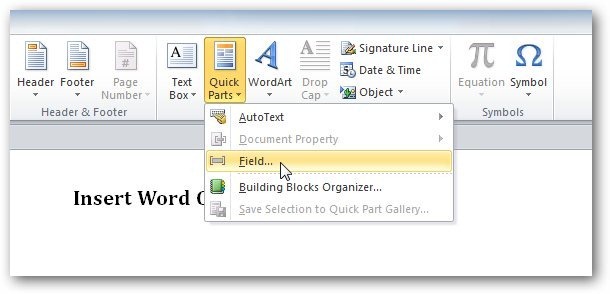 Header
Footer
Page
Number
Text
Box
Quick
Parts
WordArt
Drop
Cap
Signature Line
Date & Time
Object
Equation
Symbol
Header & Footer
Symbols
AutoText
Document Property
Field...
Building Blocks Organizer...
Save Selection to Quick Part Gallery...
Insert Word